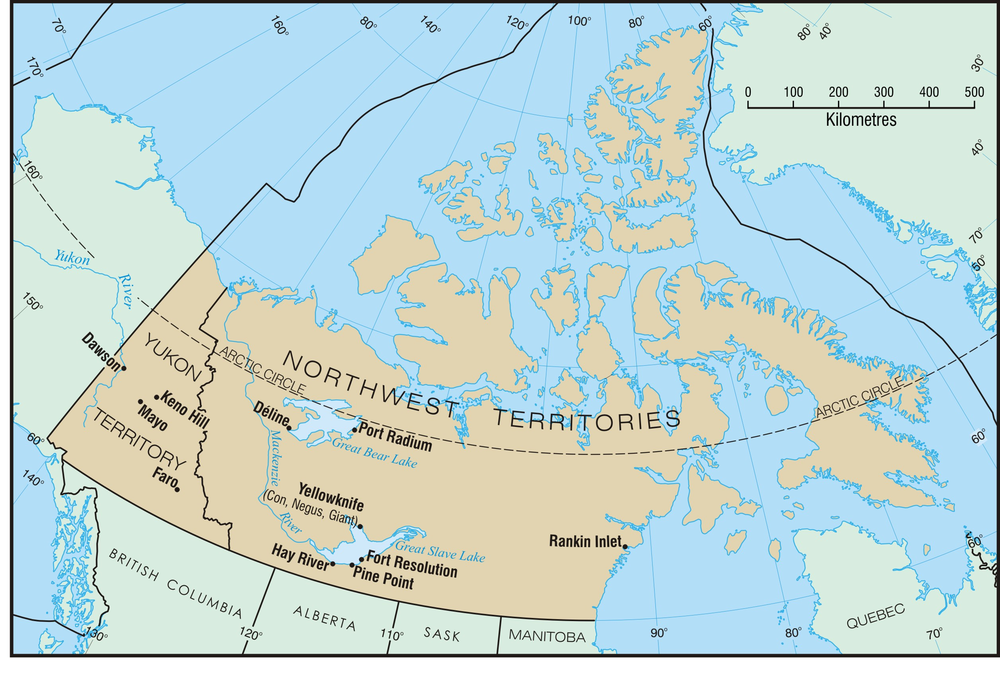 70°
160°
80°
140°
120°
100°
80°
60°
80°
40°
170°
30°
0 100 200 300 400 500
Kilometres
40°
160°
70°
Yukon
50°
River
150°
Dawson
YUKON
ARCTIC CIRCLE
NORTHWEST TERRITORIES
ARCTIC CIRCLE
Keno Hill
Mayo
TERRITORY
Déline
Port Radium
Great Bear Lake
Mackenzie
60°
60°
140°
Faro
Yellowknife
(Con, Negus, Giant)
River
Rankin Inlet
Great Slave Lake
60°
Hay River
Fort Resolution
Pine Point
BRITISH COLUMBIA
ALBERTA
SASK
MANITOBA
QUEBEC
130°
120°
110°
90°
80°
70°